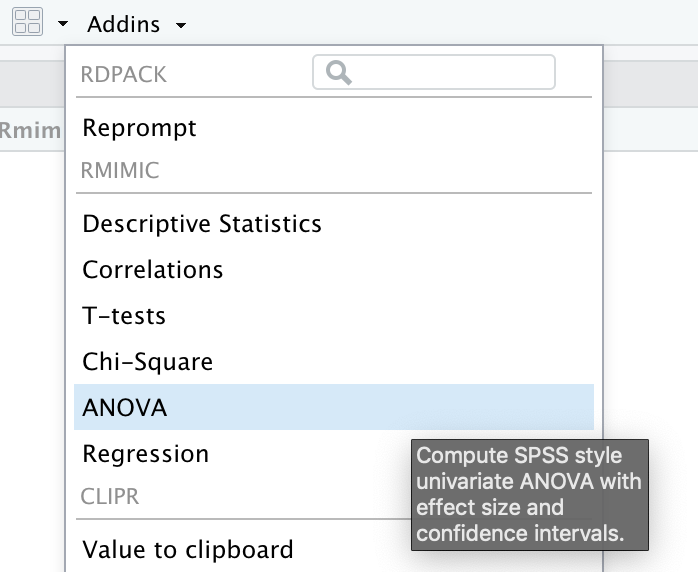 Addins
RDPACK
Rmim
Reprompt
RMIMIC
Descriptive Statistics
Correlations
T-tests
Chi-Square
ANOVA
Regression
Compute SPSS style
univariate ANOVA with
effect size and
confidence intervals.
CLIPR
Value to clipboard